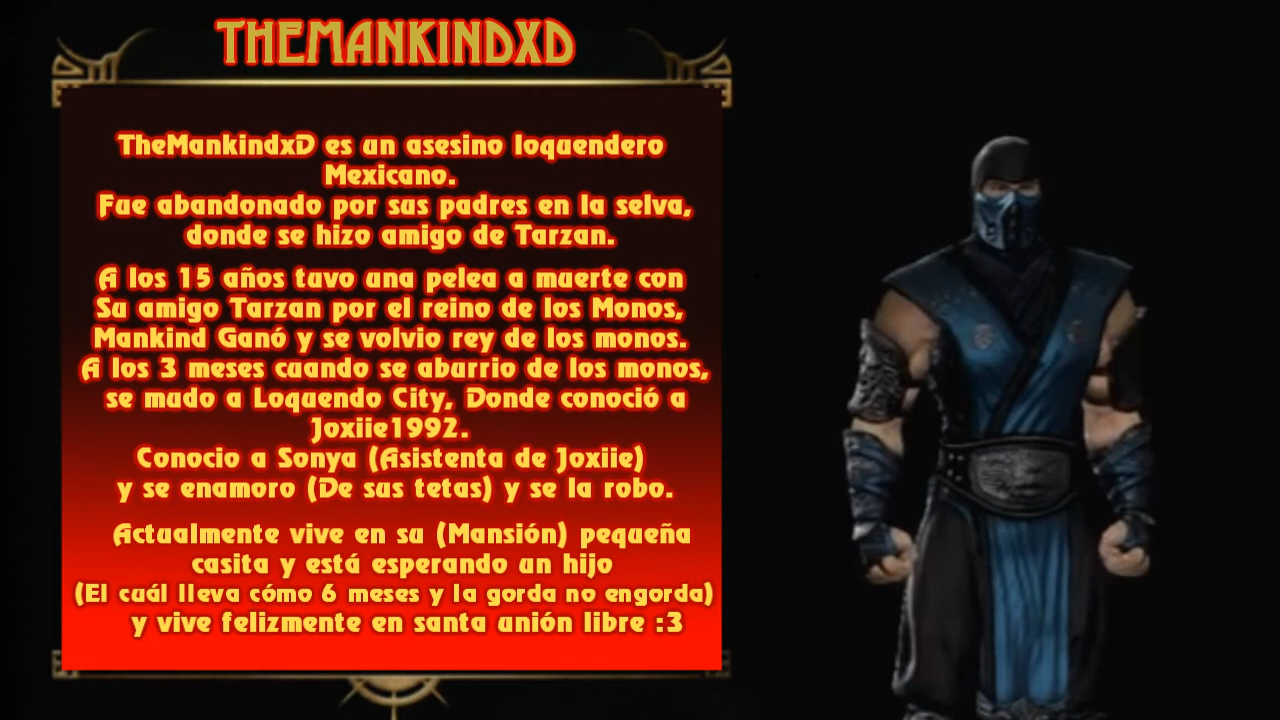 THEMANKINDXD
TheMankindxD es un asesino loquendero
Mexicano.
Fue abandonado por sus padres en la selva,
donde se hizo amigo de Tarzan.
A los 15 años tuvo una pelea a muerte con
Su amigo Tarzan por el reino de los Monos,
Mankind Ganó y se volvio rey de los monos.
A los 3 meses cuando se aburrio de los monos,
se mudo a Loquendo City, Donde conoció a
Joxiie1992.
Conocio a Sonya (Asistenta de Joxiie)
y se enamoro (De sus tetas) y se la robo.
Actualmente vive en su (Mansión) pequeña
casita y está esperando un hijo
(El cuál lleva cómo 6 meses y la gorda no engorda)
y vive felizmente en santa unión libre :3